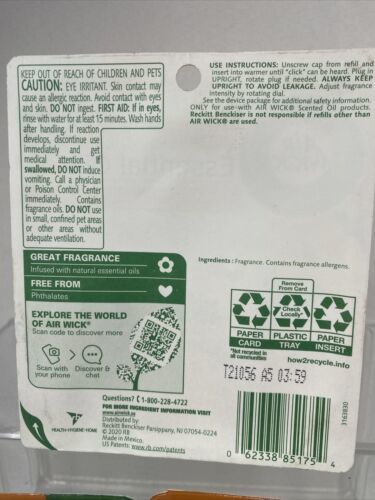 KEEP OUT OF REACH OF CHILDREN AND PETS
CAUTION: EYE IRRITANT. Skin contact may
cause an allergic reaction. Avoid contact with eyes
and skin. DO NOT ingest. FIRST AID: If in eyes,
rinse with water for at least 15 minutes. Wash hands
after handling. If reaction
develops, discontinue use
immediately and get
medical attention. If
swallowed, DO NOT induce
vomiting. Call a physician
or Poison Control Center
immediately. Contains
fragrance oils. DO NOT use in
small, confined pet areas
or other areas without
adequate ventilation.
USE INSTRUCTIONS: Unscrew cap from refill and
insert into warmer until "click" can be heard. Plug in
UPRIGHT, rotate plug if needed. ALWAYS KEEP
UPRIGHT TO AVOID LEAKAGE. Adjust fragrance
intensity by rotating dial.
See the device package for additional safety information.
ONLY for use with AIR WICK® Scented Oil products.
Reckitt Benckiser is not responsible if refills other than
AIR WICK® are used.
GREAT FRAGRANCE
Infused with natural essential oils
FREE FROM
Phthalates
EXPLORE THE WORLD
OF AIR WICK®
Scan code to discover more
Scan with
your phone
Discover &
chat
Ingredients: Fragrance. Contains fragrance allergens.
Remove
From Card
Check
Locally*
PAPER
CARD
PLASTIC
TRAY
PAPER
INSERT
*Not recycled in
all communities
how2recycle.info
T21056 A5 03:59
HEALTH•HYGIENE•HOME
Questions? 1-800-228-4722
FOR MORE INGREDIENT INFORMATION VISIT
www.airwick.us
Distributed by:
Reckitt Benckiser Parsippany, NJ 07054-0224
© 2020 RB
Made in Mexico.
US Patents: www.rb.com/patents
3163830
0 62338 85175 4